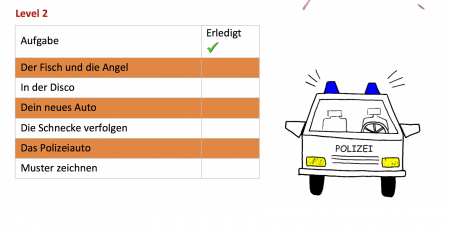 Level 2
Aufgabe
Erledigt
Der Fisch und die Angel
In der Disco
Dein neues Auto
Die Schnecke verfolgen
Das Polizeiauto
Muster zeichnen
POLIZEI